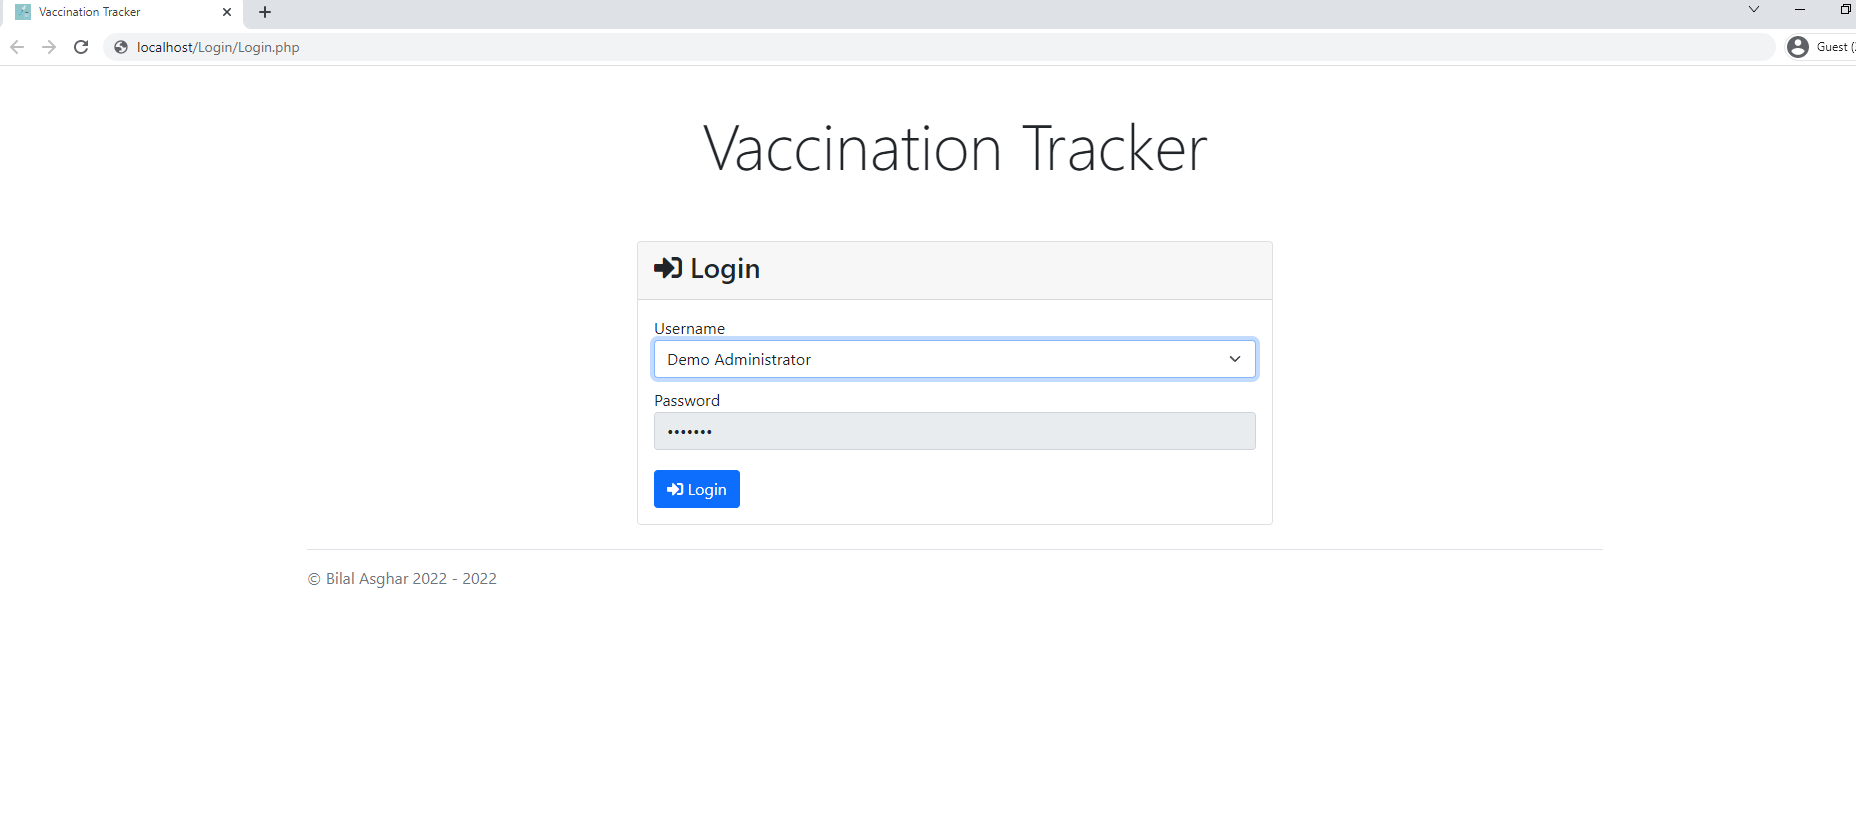 Vaccination Tracker
localhost/Login/Login.php
Guest (2
Vaccination Tracker
Login
Username
Demo Administrator
Password
•••••••
Login
© Bilal Asghar 2022 - 2022